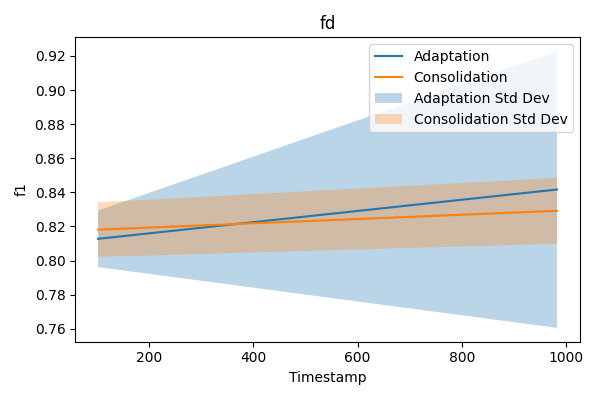 fd
0.92
0.90
0.88
0.86
0.84
0.82
0.80
0.78
0.76
f1
Adaptation
Consolidation
Adaptation Std Dev
Consolidation Std Dev
200
400
600
800
1000
Timestamp